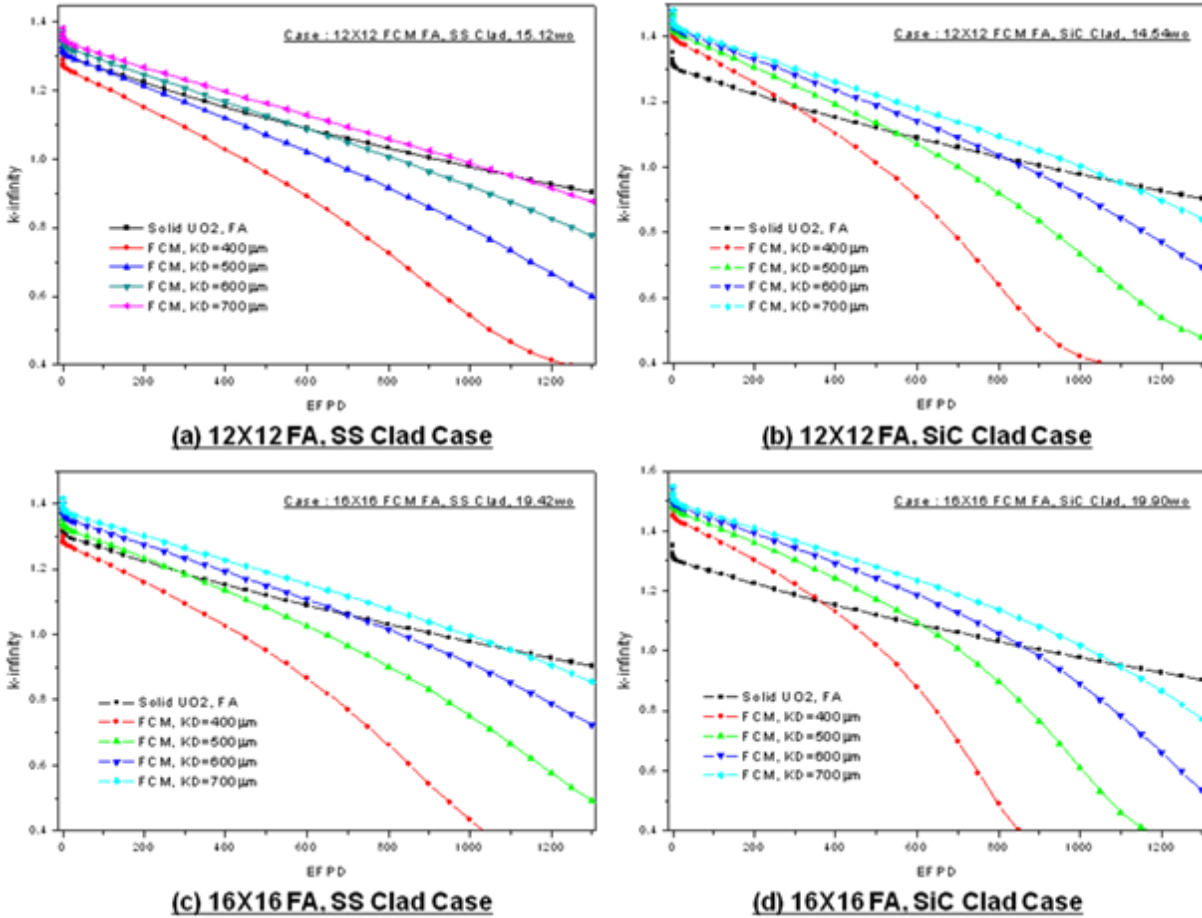 Case : 12X12 FCM FA, SS Clad, 15.12wo
1.4
1.2
1.0
0.8
0.6
0.4
k-infinity
Solid UO2, FA
FCM, KD=400µm
FCM, KD=500µm
FCM, KD=600µm
FCM, KD=700µm
0 200 400 600 800 1000 1200
EFPD
(a) 12X12 FA, SS Clad Case
Case : 12X12 FCM FA, SiC Clad, 14.54wo
1.4
1.2
1.0
0.8
0.6
0.4
k-infinity
Solid UO2, FA
FCM, KD=400µm
FCM, KD=500µm
FCM, KD=600µm
FCM, KD=700µm
0 200 400 600 800 1000 1200
EFPD
(b) 12X12 FA, SiC Clad Case
Case : 16X16 FCM FA, SS Clad, 19.42wo
1.4
1.2
1.0
0.8
0.6
0.4
k-infinity
Solid UO2, FA
FCM, KD=400µm
FCM, KD=500µm
FCM, KD=600µm
FCM, KD=700µm
0 200 400 600 800 1000 1200
EFPD
(c) 16X16 FA, SS Clad Case
Case : 16X16 FCM FA, SiC Clad, 19.90wo
1.6
1.4
1.2
1.0
0.8
0.6
0.4
k-infinity
Solid UO2, FA
FCM, KD=400µm
FCM, KD=500µm
FCM, KD=600µm
FCM, KD=700µm
0 200 400 600 800 1000 1200
EFPD
(d) 16X16 FA, SiC Clad Case